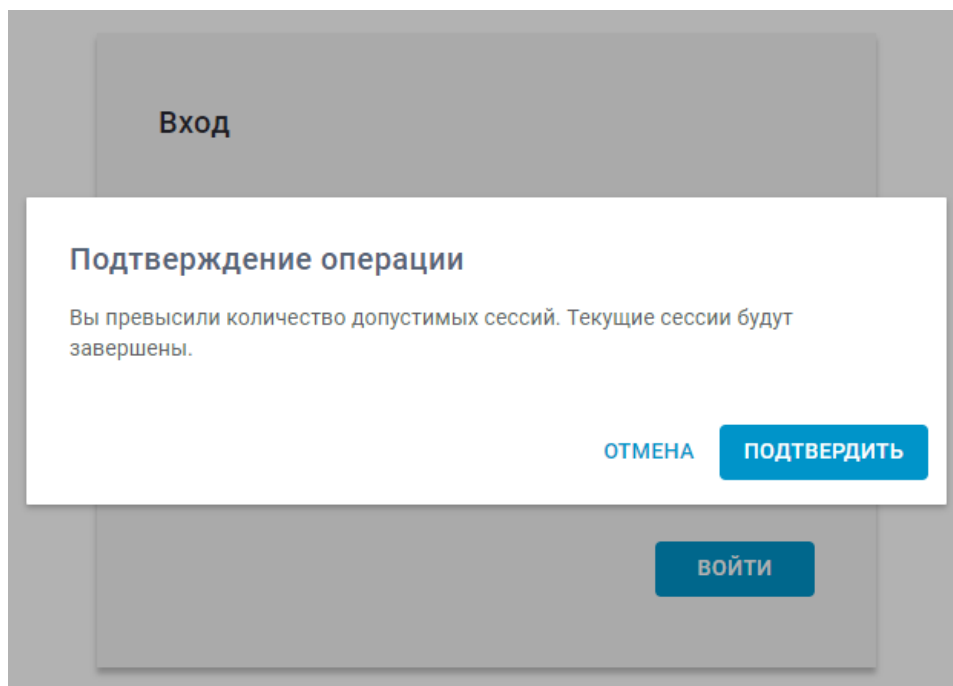 Вход
Подтверждение операции
Вы превысили количество допустимых сессий. Текущие сессии будут
завершены.
ОТМЕНА ПОДТВЕРДИТЬ
ВОЙТИ